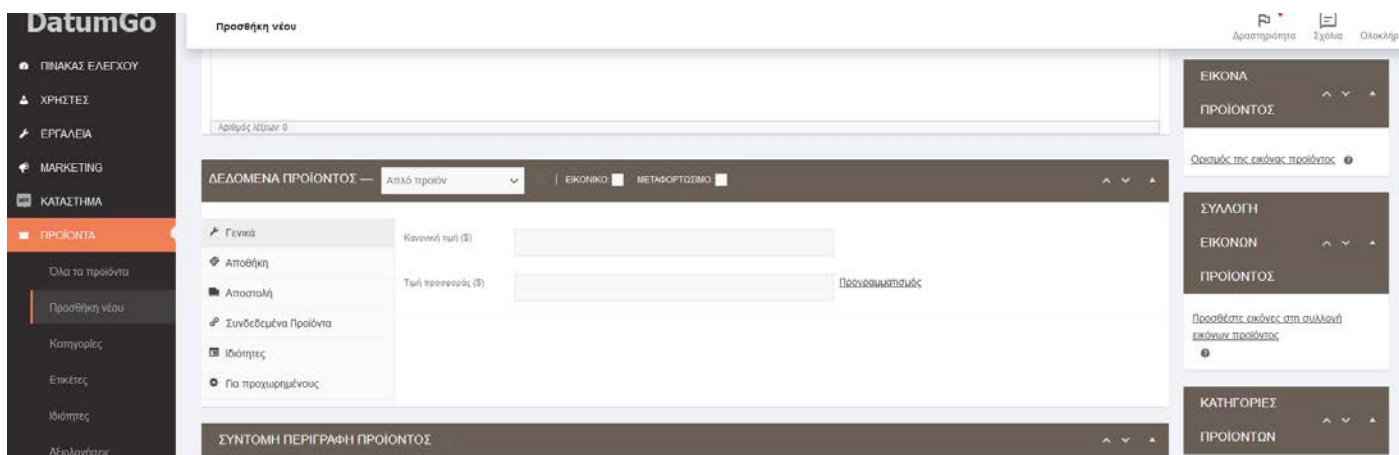 DatumGo
Προσθήκη νέου
Δραστηριότητα
Σχόλια
ΠΙΝΑΚΑΣ ΕΛΕΓΧΟΥ
ΧΡΗΣΤΕΣ
ΕΡΓΑΛΕΙΑ
MARKETING
ΚΑΤΑΣΤΗΜΑ
ΠΡΟΪΟΝΤΑ
Όλα τα προϊόντα
Προσθήκη νέου
Κατηγορίες
Ετικέτες
Ιδιότητες
Αξιολογήσεις
Αριθμός λέξεων: 0
ΔΕΔΟΜΕΝΑ ΠΡΟΪΟΝΤΟΣ — Απλό προϊόν | ΕΙΚΟΝΙΚΟ: ΜΕΤΑΦΟΡΤΩΣΙΜΟ:
Γενικά
Αποθήκη
Αποστολή
Συνδεδεμένα Προϊόντα
Ιδιότητες
Για προχωρημένους
Κανονική τιμή ($)
Τιμή προσφοράς ($)
Προγραμματισμός
ΣΥΝΤΟΜΗ ΠΕΡΙΓΡΑΦΗ ΠΡΟΪΟΝΤΟΣ
ΕΙΚΟΝΑ
ΠΡΟΪΟΝΤΟΣ
Ορισμός της εικόνας προϊόντος
ΣΥΛΛΟΓΗ
ΕΙΚΟΝΩΝ
ΠΡΟΪΟΝΤΟΣ
Προσθέστε εικόνες στη συλλογή
εικόνων προϊόντος
ΚΑΤΗΓΟΡΙΕΣ
ΠΡΟΪΟΝΤΩΝ